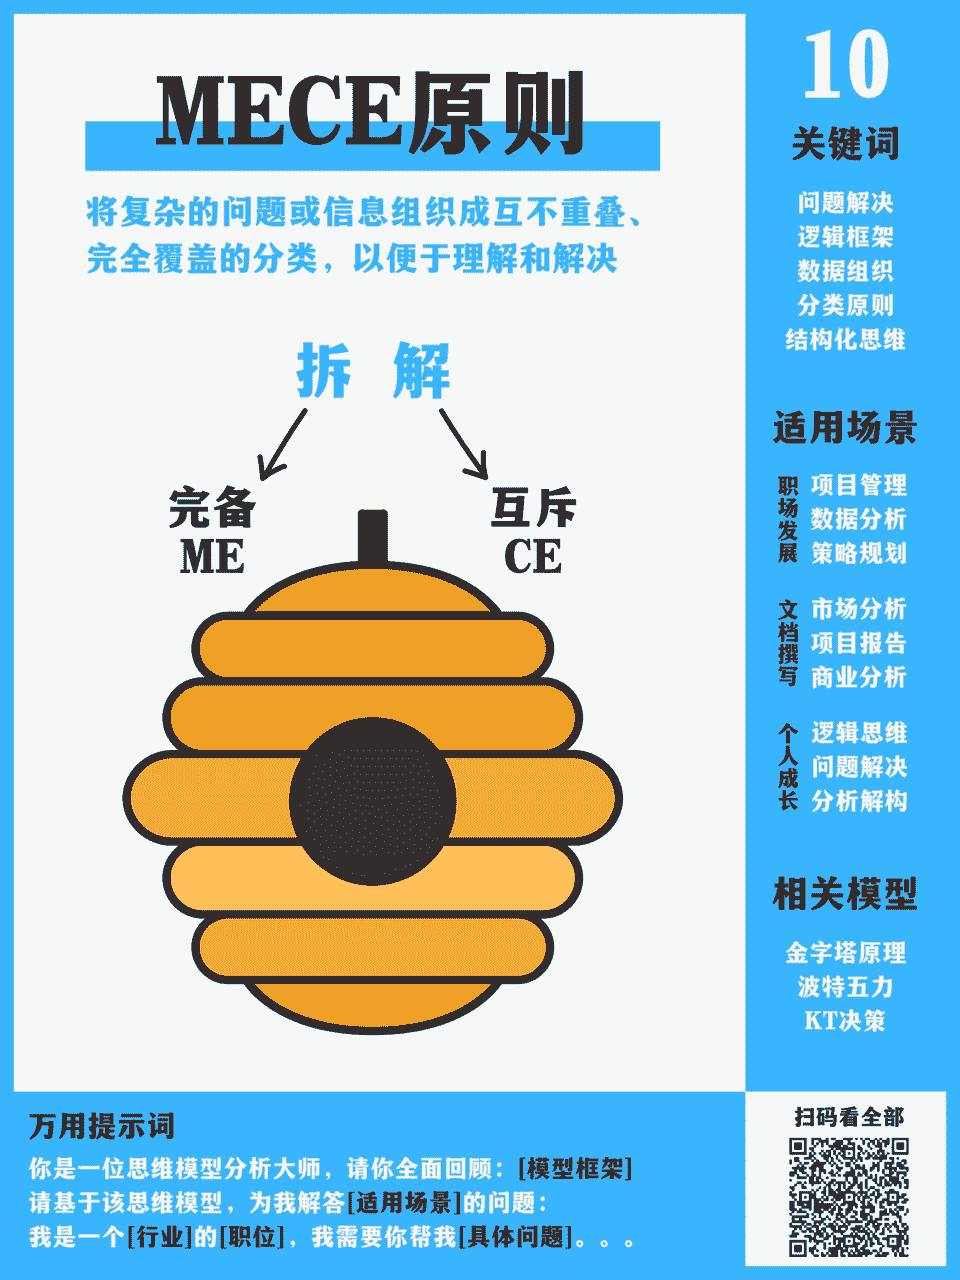 MECE原则
将复杂的问题或信息组织成互不重叠、
完全覆盖的分类，以便于理解和解决
拆 解
完备
ME
互斥
CE
10
关键词
问题解决
逻辑框架
数据组织
分类原则
结构化思维
适用场景
职场发展
项目管理
数据分析
策略规划
文档撰写
市场分析
项目报告
商业分析
个人成长
逻辑思维
问题解决
分析解构
相关模型
金字塔原理
波特五力
KT决策
万用提示词
你是一位思维模型分析大师，请你全面回顾：[模型框架]
请基于该思维模型，为我解答[适用场景]的问题：
我是一个[行业]的[职位]，我需要你帮我[具体问题]。。。
扫码看全部